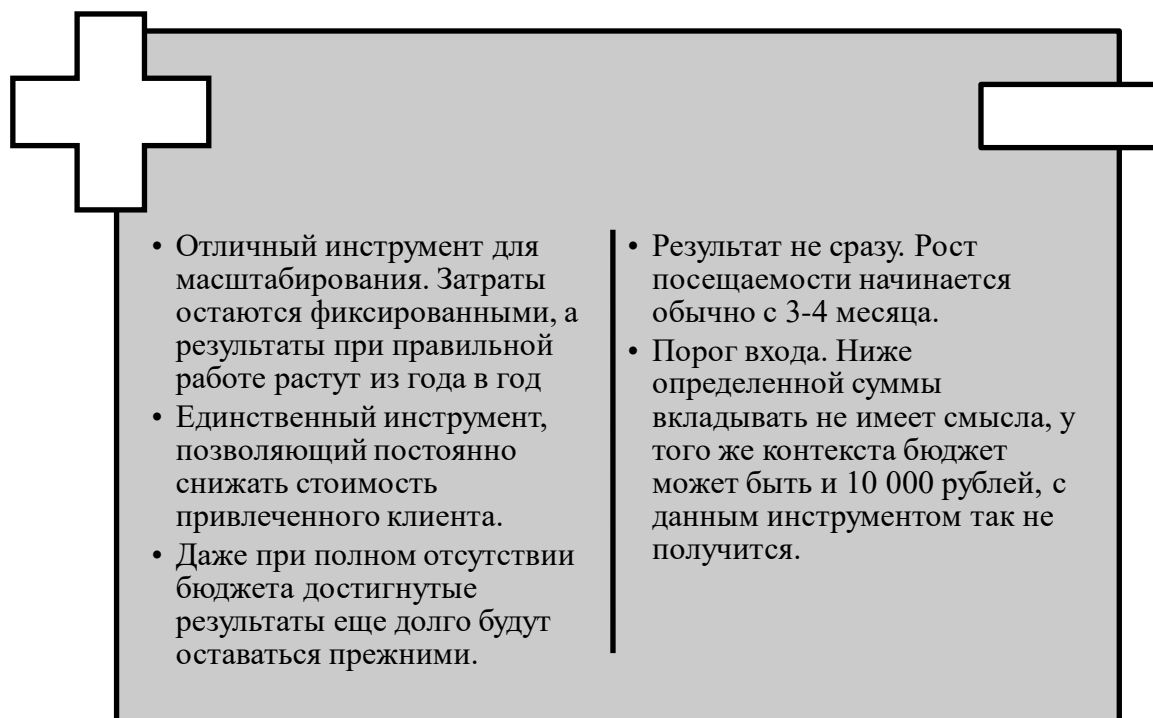 • Отличный инструмент для
масштабирования. Затраты
остаются фиксированными, а
результаты при правильной
работе растут из года в год
• Единственный инструмент,
позволяющий постоянно
снижать стоимость
привлеченного клиента.
• Даже при полном отсутствии
бюджета достигнутые
результаты еще долго будут
оставаться прежними.
• Результат не сразу. Рост
посещаемости начинается
обычно с 3-4 месяца.
• Порог входа. Ниже
определенной суммы
вкладывать не имеет смысла, у
того же контекста бюджет
может быть и 10 000 рублей, с
данным инструментом так не
получится.